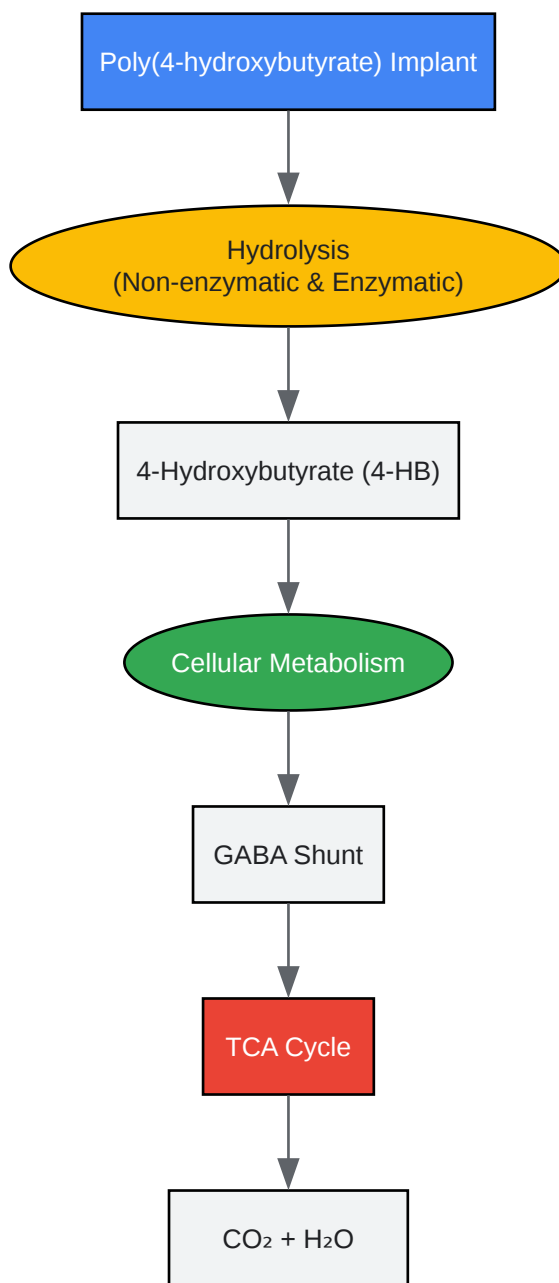 Poly(4-hydroxybutyrate) Implant
Hydrolysis
(Non-enzymatic & Enzymatic)
4-Hydroxybutyrate (4-HB)
Cellular Metabolism
GABA Shunt
TCA Cycle
CO₂ + H₂O